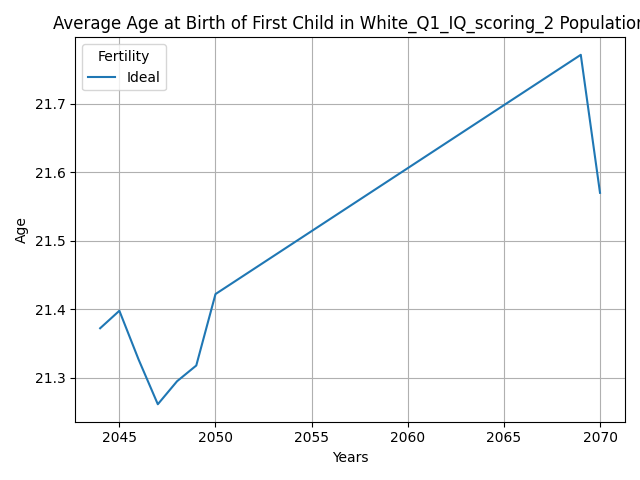 Average Age at Birth of First Child in White_Q1_IQ_scoring_2 Population
Fertility
Ideal
21.7
21.6
21.5
21.4
21.3
Age
2045 2050 2055 2060 2065 2070
Years